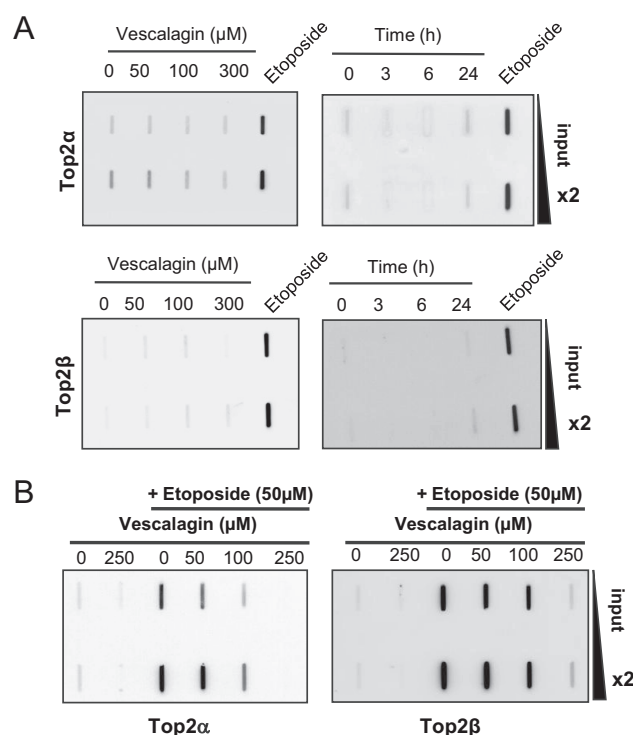 A
Vescalagin (µM)
Etoposide
Time (h)
Etoposide
0 50 100 300
0 3 6 24
Top2α
input
x2
Vescalagin (µM)
Etoposide
Time (h)
Etoposide
0 50 100 300
0 3 6 24
Top2β
input
x2
B
+ Etoposide (50µM)
+ Etoposide (50µM)
Vescalagin (µM)
Vescalagin (µM)
0 250 0 50 100 250
0 250 0 50 100 250
input
x2
Top2α
Top2β